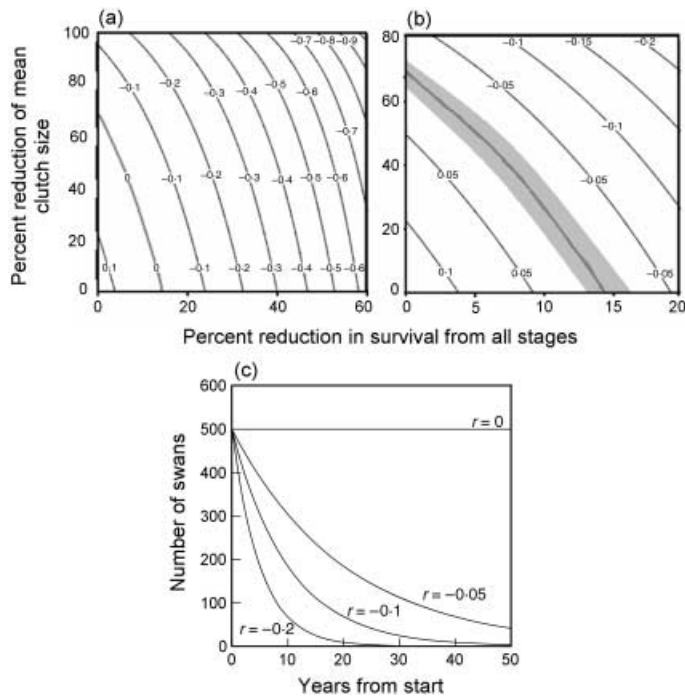 (a)
(b)
Percent reduction of mean
clutch size
100
80
60
40
20
0
−0·7 −0·8 −0·9
−0·1 −0·2 −0·3 −0·4 −0·5 −0·6
−0·7
0 −0·1 −0·2 −0·3 −0·4 −0·5 −0·6
0·1 0 −0·1 −0·2 −0·3 −0·4 −0·5 −0·6
0 10 20 30 40 50 60
80
60
40
20
0
−0·1 −0·15 −0·2
−0·05
−0·1
0·05 −0·05
0·1 0·05 −0·05
0 5 10 15 20
Percent reduction in survival from all stages
(c)
Number of swans
600
500
400
300
200
100
0
r = 0
r = −0·05
r = −0·1
r = −0·2
0 10 20 30 40 50
Years from start